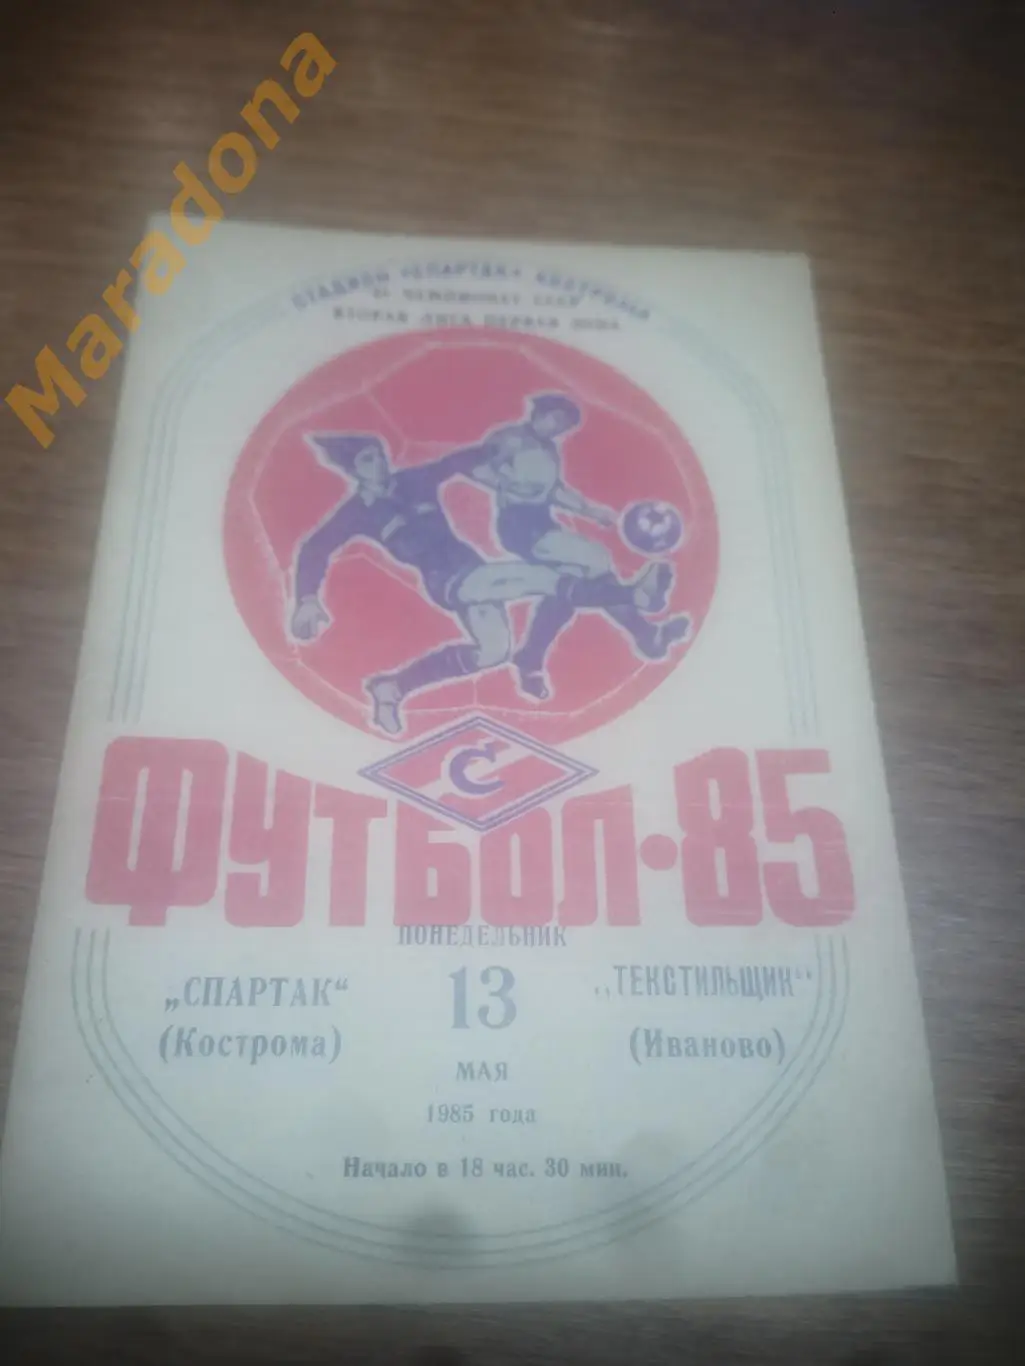 Maradona
СТАДИОН «СПАРТАК»
ЧЕМПИОНАТ СССР
ВТОРАЯ ЛИГА ПЕРВАЯ ЗОНА
С
ФУТБОЛ·85
ПОНЕДЕЛЬНИК
„СПАРТАК“
(Кострома)
13
МАЯ
1985 года
„ТЕКСТИЛЬЩИК“
(Иваново)
Начало в 18 час. 30 мин.